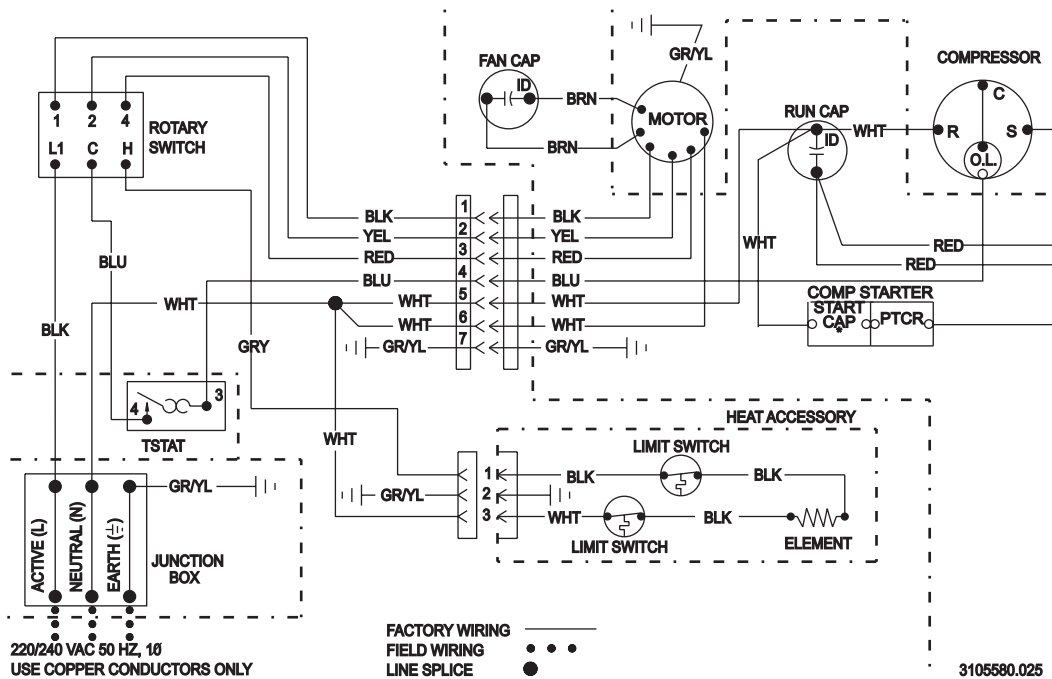 GR/YL
COMPRESSOR
FAN CAP
ID
BRN
BRN
MOTOR
RUN CAP
ID
WHT
C
R
S
O.L.
1 2 4
L1 C H
ROTARY
SWITCH
BLK 1 BLK
YEL 2 YEL
RED 3 RED
BLU 4 BLU
WHT WHT 5 WHT
WHT 6 WHT
GR/YL 7 GR/YL
WHT
RED
RED
COMP STARTER
START
CAP
*
PTCR
BLU
BLK
GRY
4 3
TSTAT
WHT
HEAT ACCESSORY
LIMIT SWITCH
1 BLK BLK
GR/YL 2
3 WHT BLK
LIMIT SWITCH
ELEMENT
GR/YL
ACTIVE (L)
NEUTRAL (N)
EARTH (⏚)
JUNCTION
BOX
220/240 VAC 50 HZ, 1Ø
USE COPPER CONDUCTORS ONLY
FACTORY WIRING
FIELD WIRING
LINE SPLICE
3105580.025